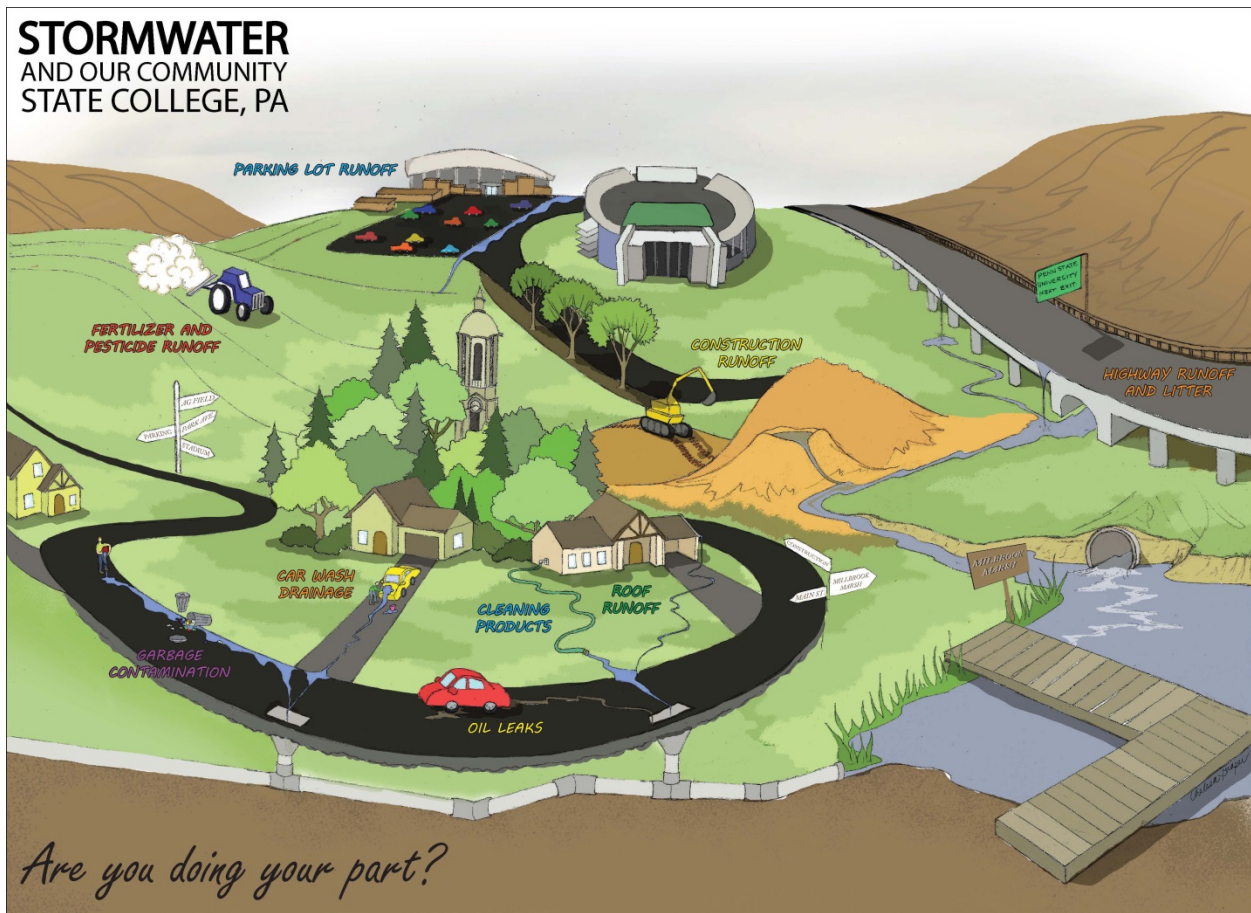 STORMWATER
AND OUR COMMUNITY
STATE COLLEGE, PA
PARKING LOT RUNOFF
PENN STATE
UNIVERSITY
NEXT EXIT
FERTILIZER AND
PESTICIDE RUNOFF
CONSTRUCTION
RUNOFF
HIGHWAY RUNOFF
AND LITTER
AG FIELD
PARK AVE.
PARKING
STADIUM
CAR WASH
DRAINAGE
CLEANING
PRODUCTS
ROOF
RUNOFF
CONSTRUCTION
MILLBROOK
MARSH
MAIN ST
MILLBROOK
MARSH
GARBAGE
CONTAMINATION
OIL LEAKS
Are you doing your part?